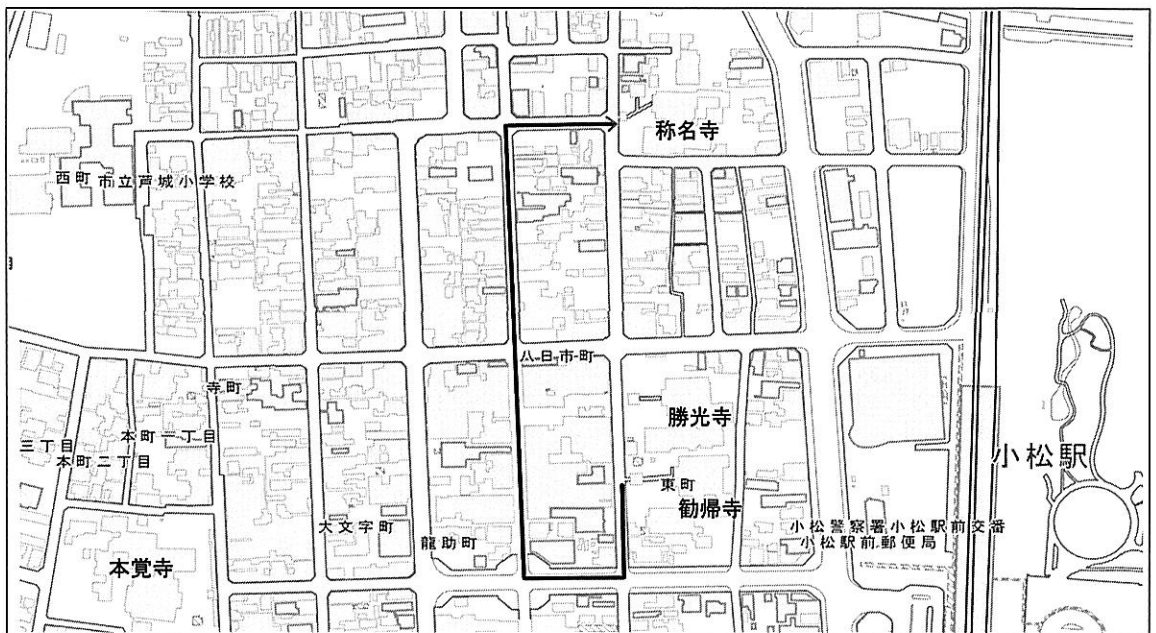 称名寺
西町
市立芦城小学校
八日市町
寺町
勝光寺
三丁目
本町一丁目
本町二丁目
小松駅
東町
勧帰寺
大文字町
龍助町
小松警察署小松駅前交番
小松駅前郵便局
本覚寺